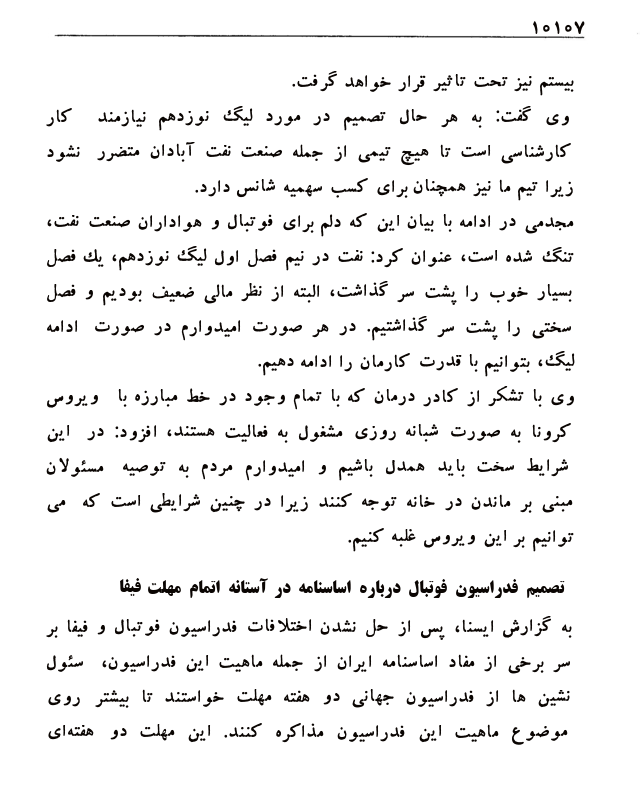 ۱۰۱۰۷
بیستم نیز تحت تاثیر قرار خواهد گرفت.
وی گفت: به هر حال تصمیم در مورد لیگ نوزدهم نیازمند کار
کارشناسی است تا هیچ تیمی از جمله صنعت نفت آبادان متضرر نشود
زیرا تیم ما نیز همچنان برای کسب سهمیه شانس دارد.
مجدمی در ادامه با بیان این که دلم برای فوتبال و هواداران صنعت نفت،
تنگ شده است، عنوان کرد: نفت در نیم فصل اول لیگ نوزدهم، یك فصل
بسیار خوب را پشت سر گذاشت، البته از نظر مالی ضعیف بودیم و فصل
سختی را پشت سر گذاشتیم. در هر صورت امیدوارم در صورت ادامه
لیگ، بتوانیم با قدرت کارمان را ادامه دهیم.
وی با تشکر از کادر درمان که با تمام وجود در خط مبارزه با ویروس
کرونا به صورت شبانه روزی مشغول به فعالیت هستند، افزود: در این
شرایط سخت باید همدل باشیم و امیدوارم مردم به توصیه مسئولان
مبنی بر ماندن در خانه توجه کنند زیرا در چنین شرایطی است که می
توانیم بر این ویروس غلبه کنیم.
تصمیم فدراسیون فوتبال درباره اساسنامه در آستانه اتمام مهلت فیفا
به گزارش ایسنا، پس از حل نشدن اختلافات فدراسیون فوتبال و فیفا بر
سر برخی از مفاد اساسنامه ایران از جمله ماهیت این فدراسیون، سئول
نشین ها از فدراسیون جهانی دو هفته مهلت خواستند تا بیشتر روی
موضوع ماهیت این فدراسیون مذاکره کنند. این مهلت دو هفته‌ای